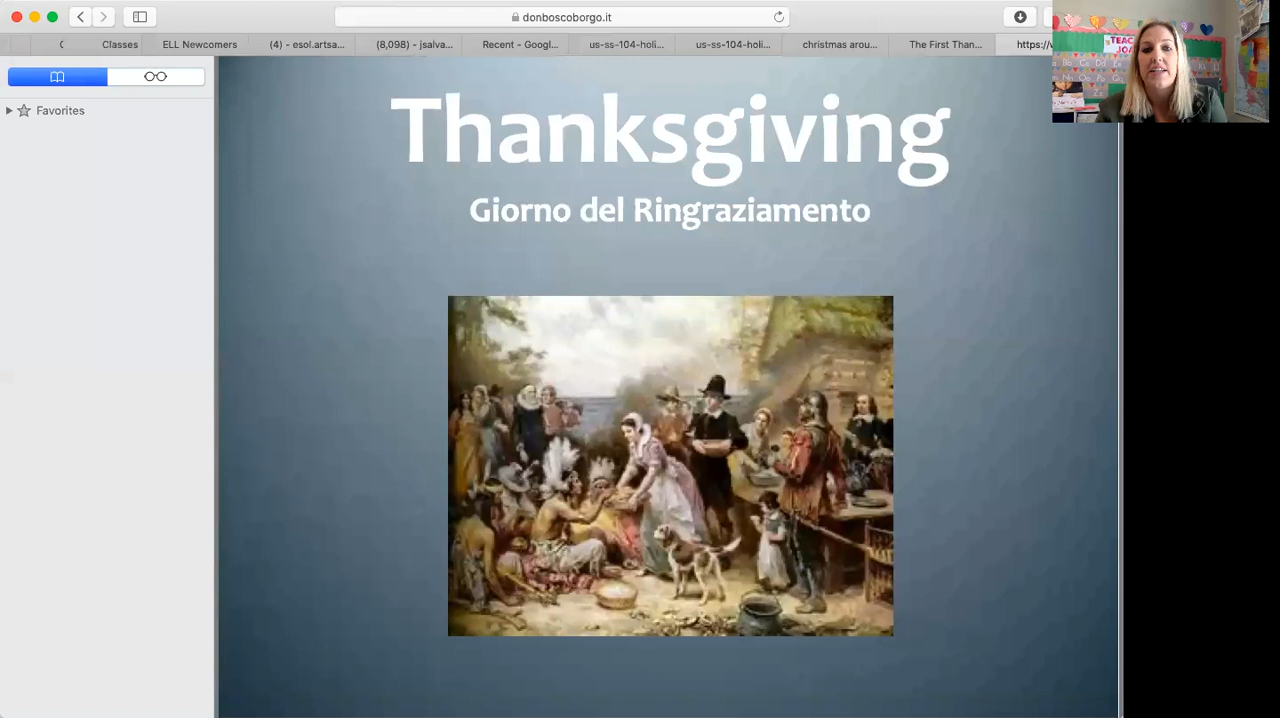 donboscoborgo.it
Classes
ELL Newcomers
(4) - esol.artsa...
(8,098) - jsalva...
Recent - Googl...
us-ss-104-holi...
us-ss-104-holi...
christmas arou...
The First Than...
Favorites
Thanksgiving
Giorno del Ringraziamento